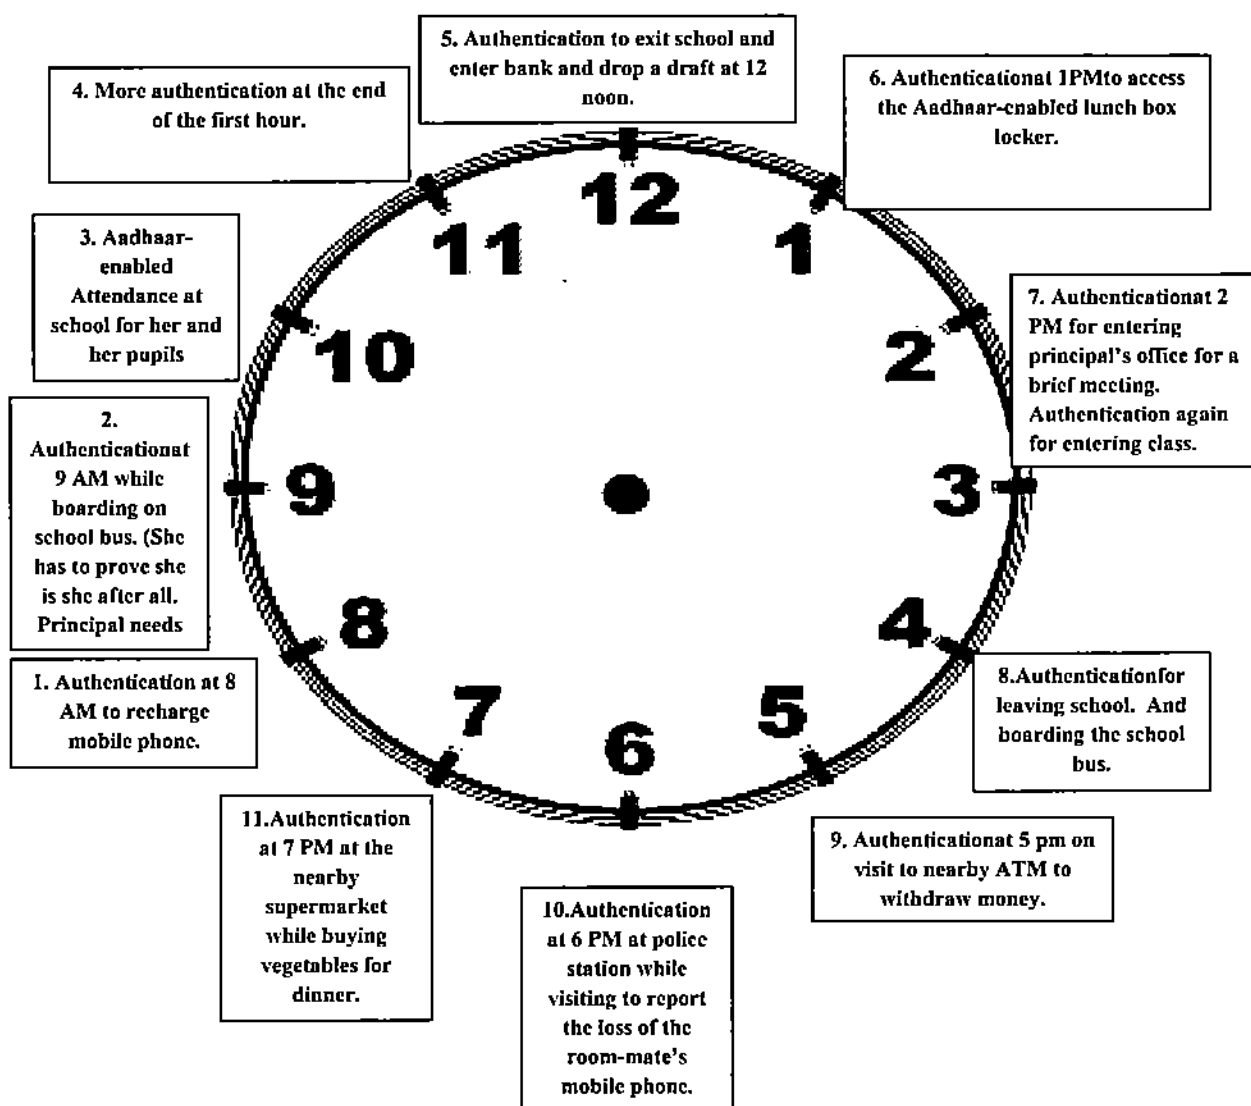 5. Authentication to exit school and
enter bank and drop a draft at 12
noon.
4. More authentication at the end
of the first hour.
6. Authenticationat 1PMto access
the Aadhaar-enabled lunch box
locker.
3. Aadhaar-
enabled
Attendance at
school for her and
her pupils
7. Authenticationat 2
PM for entering
principal's office for a
brief meeting.
Authentication again
for entering class.
2.
Authenticationat
9 AM while
boarding on
school bus. (She
has to prove she
is she after all.
Principal needs
1. Authentication at 8
AM to recharge
mobile phone.
8.Authenticationfor
leaving school. And
boarding the school
bus.
11.Authentication
at 7 PM at the
nearby
supermarket
while buying
vegetables for
dinner.
10.Authentication
at 6 PM at police
station while
visiting to report
the loss of the
room-mate's
mobile phone.
9. Authenticationat 5 pm on
visit to nearby ATM to
withdraw money.
12
1
2
3
4
5
6
7
8
9
10
11